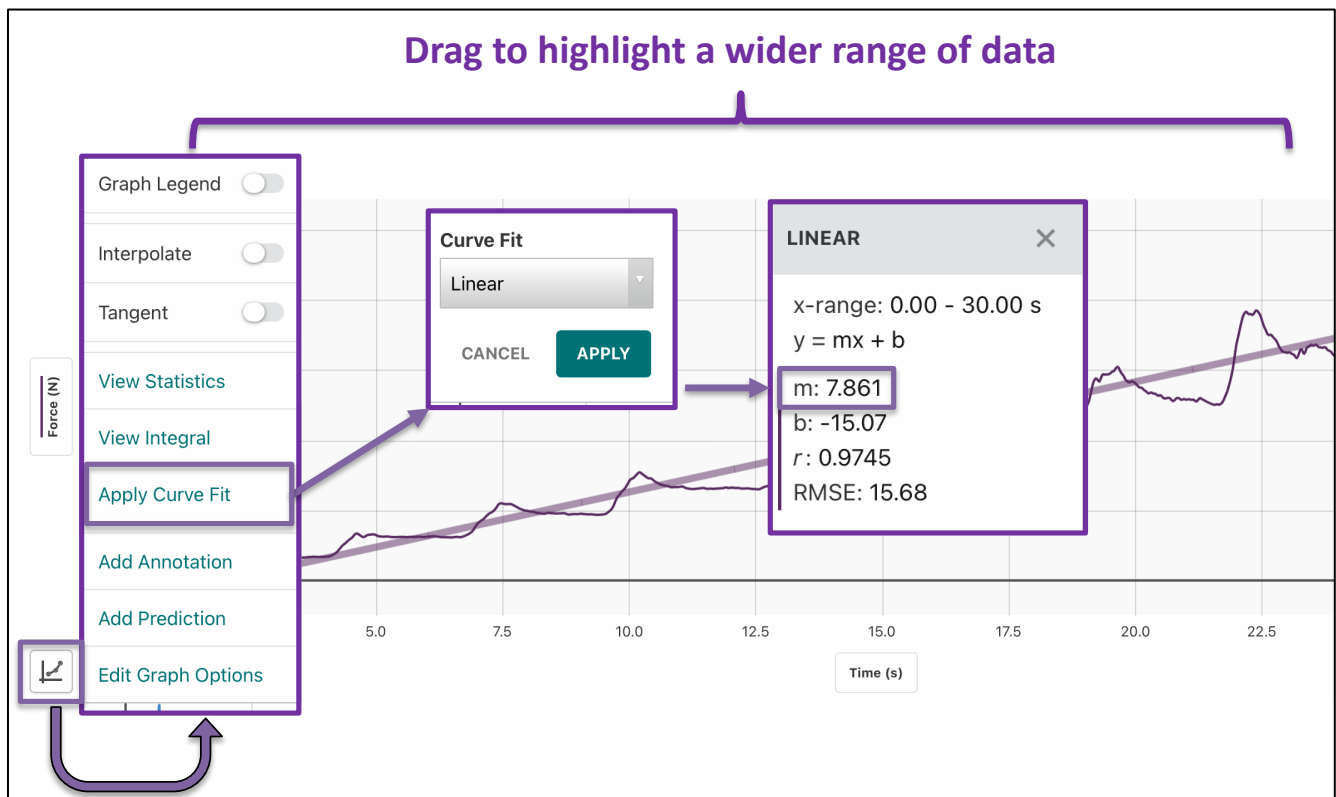 Drag to highlight a wider range of data
Graph Legend
Interpolate
Tangent
View Statistics
View Integral
Apply Curve Fit
Add Annotation
Add Prediction
Edit Graph Options
Curve Fit
Linear
CANCEL APPLY
LINEAR
x-range: 0.00 - 30.00 s
y = mx + b
m: 7.861
b: -15.07
r: 0.9745
RMSE: 15.68
Force (N)
5.0 7.5 10.0 12.5 15.0 17.5 20.0 22.5
Time (s)